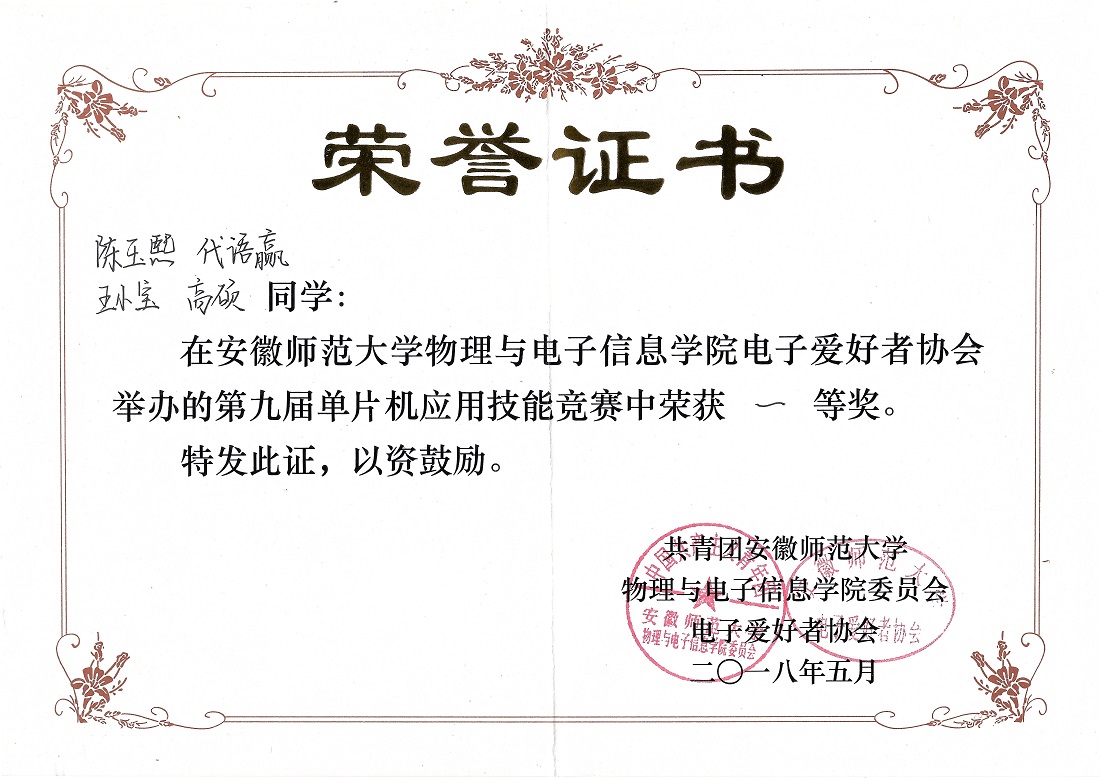 荣誉证书
陈玉熙 代语赢
王小宝 高硕 同学:
在安徽师范大学物理与电子信息学院电子爱好者协会
举办的第九届单片机应用技能竞赛中荣获 一 等奖。
特发此证，以资鼓励。
共青团安徽师范大学
物理与电子信息学院委员会
电子爱好者协会
二〇一八年五月
中国共产主义青年团
安徽师范大学
物理与电子信息学院委员会
安徽师范大学
电子爱好者协会